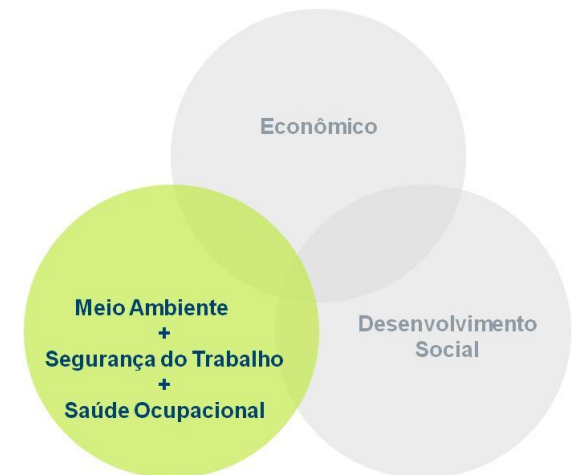 Econômico
Meio Ambiente
+
Segurança do Trabalho
+
Saúde Ocupacional
Desenvolvimento
Social